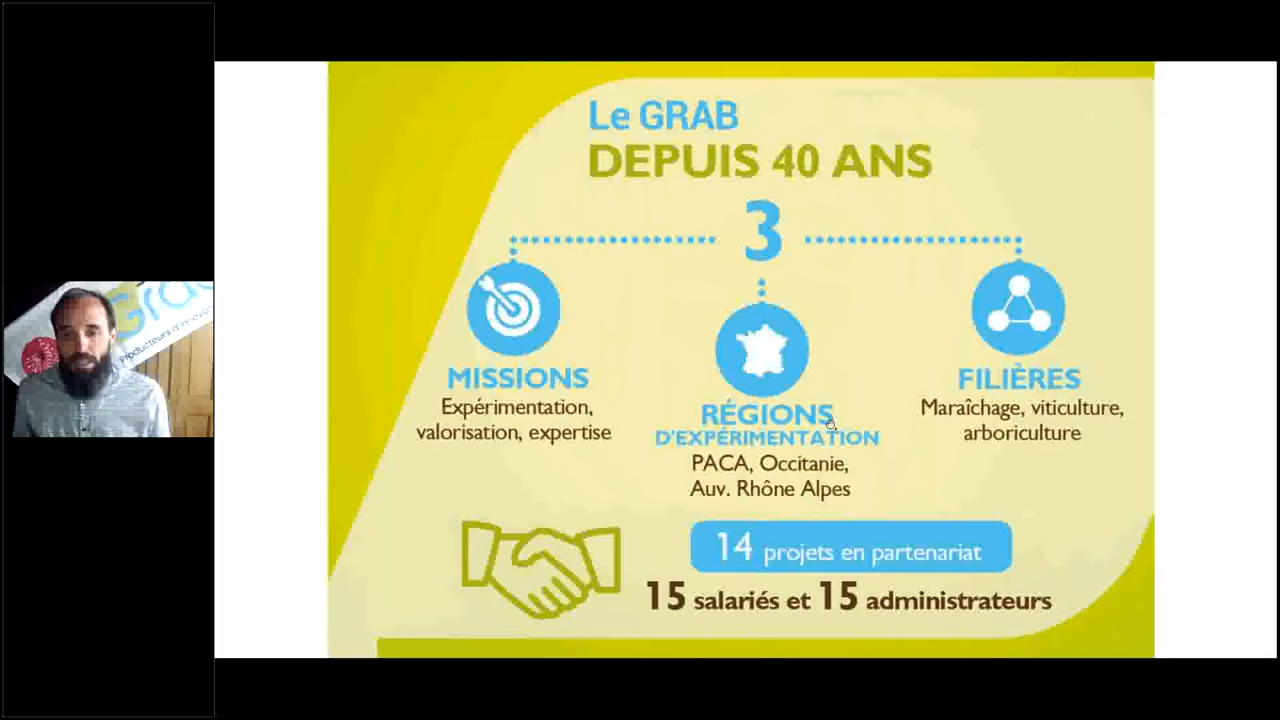 Le GRAB
DEPUIS 40 ANS
3
MISSIONS
Expérimentation,
valorisation, expertise
RÉGIONS
D'EXPÉRIMENTATION
PACA, Occitanie,
Auv. Rhône Alpes
FILIÈRES
Maraîchage, viticulture,
arboriculture
14 projets en partenariat
15 salariés et 15 administrateurs
Producteurs